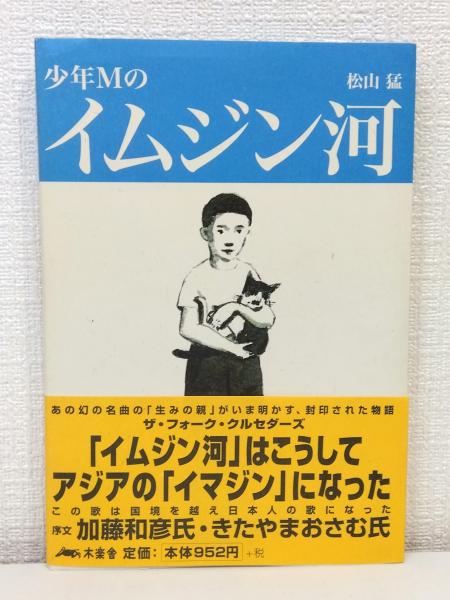 少年Mの
松山 猛
イムジン河
あの幻の名曲の「生みの親」がいま明かす、封印された物語
ザ・フォーク・クルセダーズ
「イムジン河」はこうして
アジアの「イマジン」になった
この歌は国境を越え日本人の歌になった
序文 加藤和彦氏・きたやまおさむ氏
木楽舎 定価：本体952円 +税